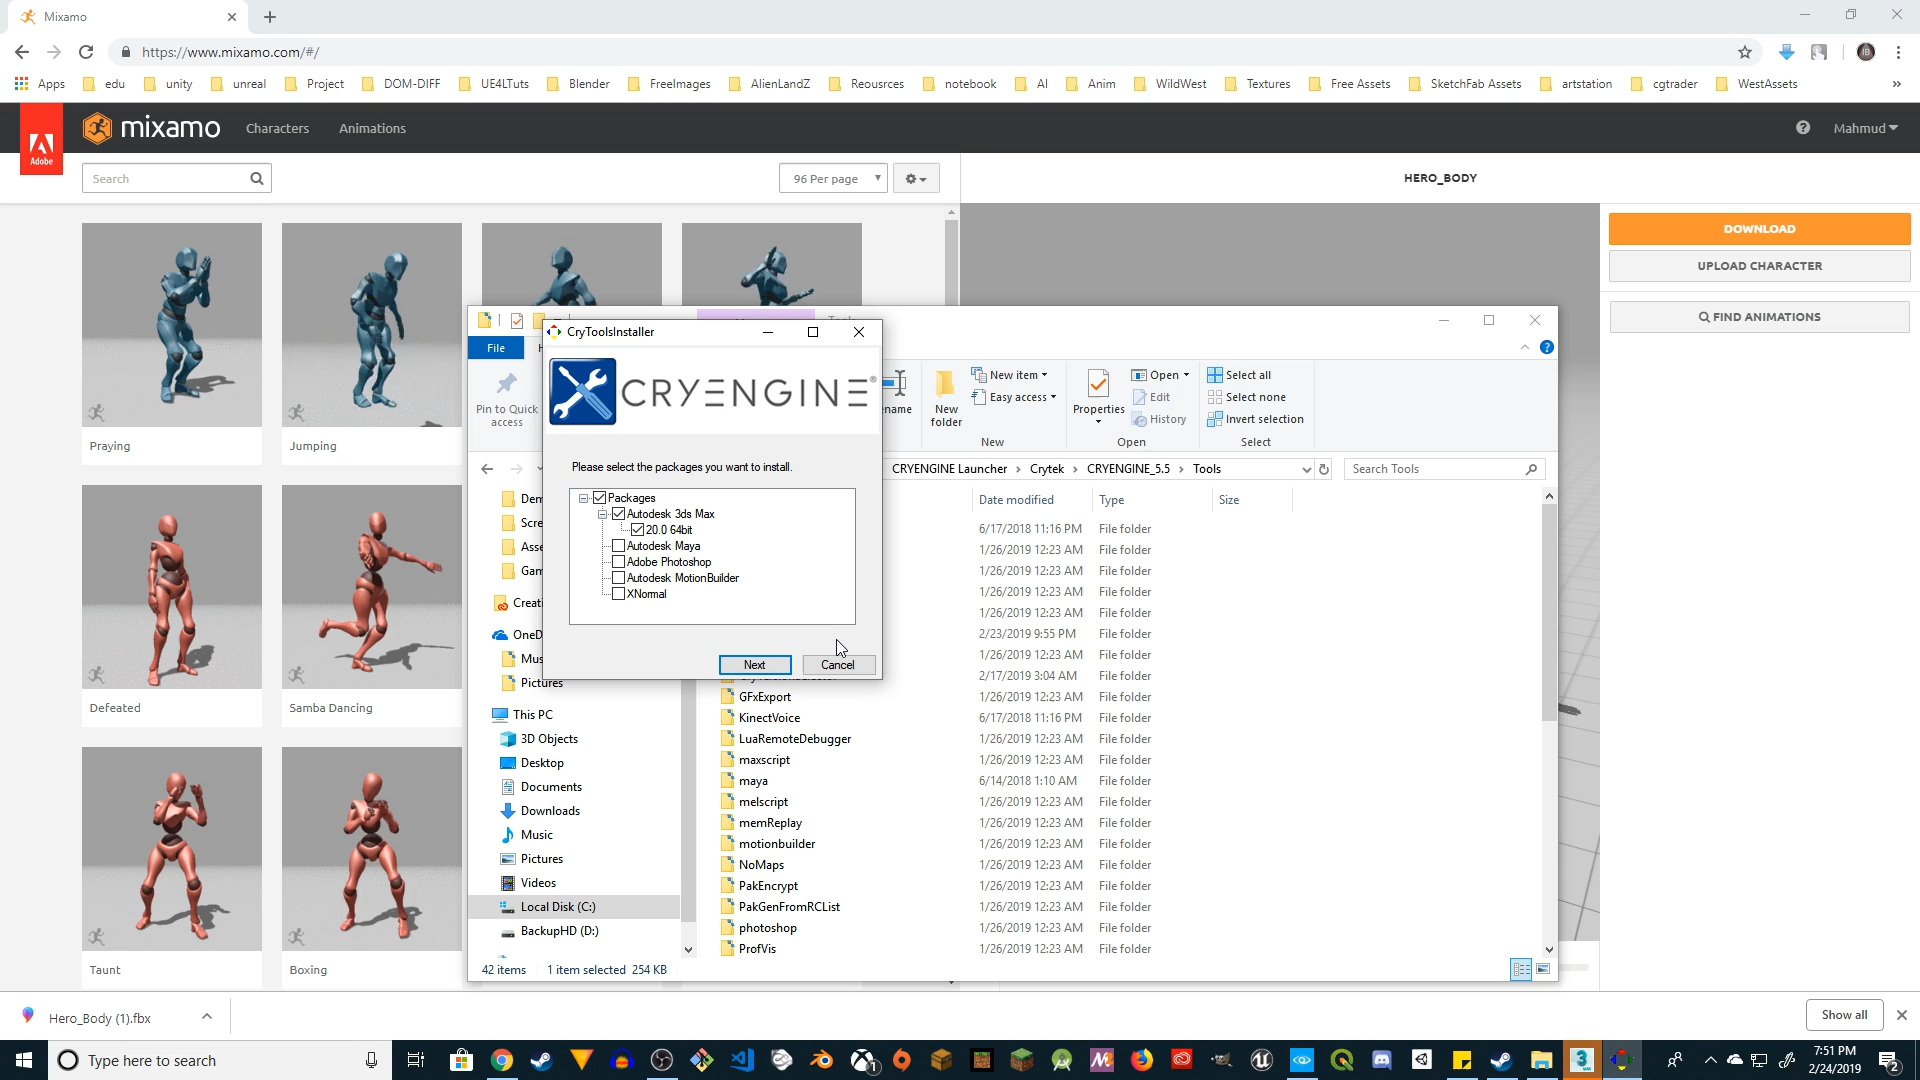 Mixamo
https://www.mixamo.com/#/
Apps
edu
unity
unreal
Project
DOM-DIFF
UE4LTuts
Blender
FreeImages
AlienLandZ
Reousrces
notebook
AI
Anim
WildWest
Textures
Free Assets
SketchFab Assets
artstation
cgtrader
WestAssets
»
Adobe
mixamo
Characters
Animations
Mahmud
Search
96 Per page
HERO_BODY
DOWNLOAD
UPLOAD CHARACTER
FIND ANIMATIONS
Praying
Jumping
Defeated
Samba Dancing
Taunt
Boxing
CryToolsInstaller
CRYENGINE®
Please select the packages you want to install.
Packages
Autodesk 3ds Max
20.0 64bit
Autodesk Maya
Adobe Photoshop
Autodesk MotionBuilder
XNormal
Next
Cancel
File
Pin to Quick
access
New
folder
New item
Easy access
New
Properties
Open
Edit
History
Open
Select all
Select none
Invert selection
Select
CRYENGINE Launcher > Crytek > CRYENGINE_5.5 > Tools
Search Tools
Date modified
Type
Size
6/17/2018 11:16 PM File folder
1/26/2019 12:23 AM File folder
1/26/2019 12:23 AM File folder
1/26/2019 12:23 AM File folder
1/26/2019 12:23 AM File folder
2/23/2019 9:55 PM File folder
1/26/2019 12:23 AM File folder
2/17/2019 3:04 AM File folder
GFxExport 1/26/2019 12:23 AM File folder
KinectVoice 6/17/2018 11:16 PM File folder
LuaRemoteDebugger 1/26/2019 12:23 AM File folder
maxscript 1/26/2019 12:23 AM File folder
maya 6/14/2018 1:10 AM File folder
melscript 1/26/2019 12:23 AM File folder
memReplay 1/26/2019 12:23 AM File folder
motionbuilder 1/26/2019 12:23 AM File folder
NoMaps 1/26/2019 12:23 AM File folder
PakEncrypt 1/26/2019 12:23 AM File folder
PakGenFromRCList 1/26/2019 12:23 AM File folder
photoshop 1/26/2019 12:23 AM File folder
ProfVis 1/26/2019 12:23 AM File folder
Pictures
This PC
3D Objects
Desktop
Documents
Downloads
Music
Pictures
Videos
Local Disk (C:)
BackupHD (D:)
42 items
1 item selected 254 KB
Hero_Body (1).fbx
Show all
Type here to search
7:51 PM
2/24/2019